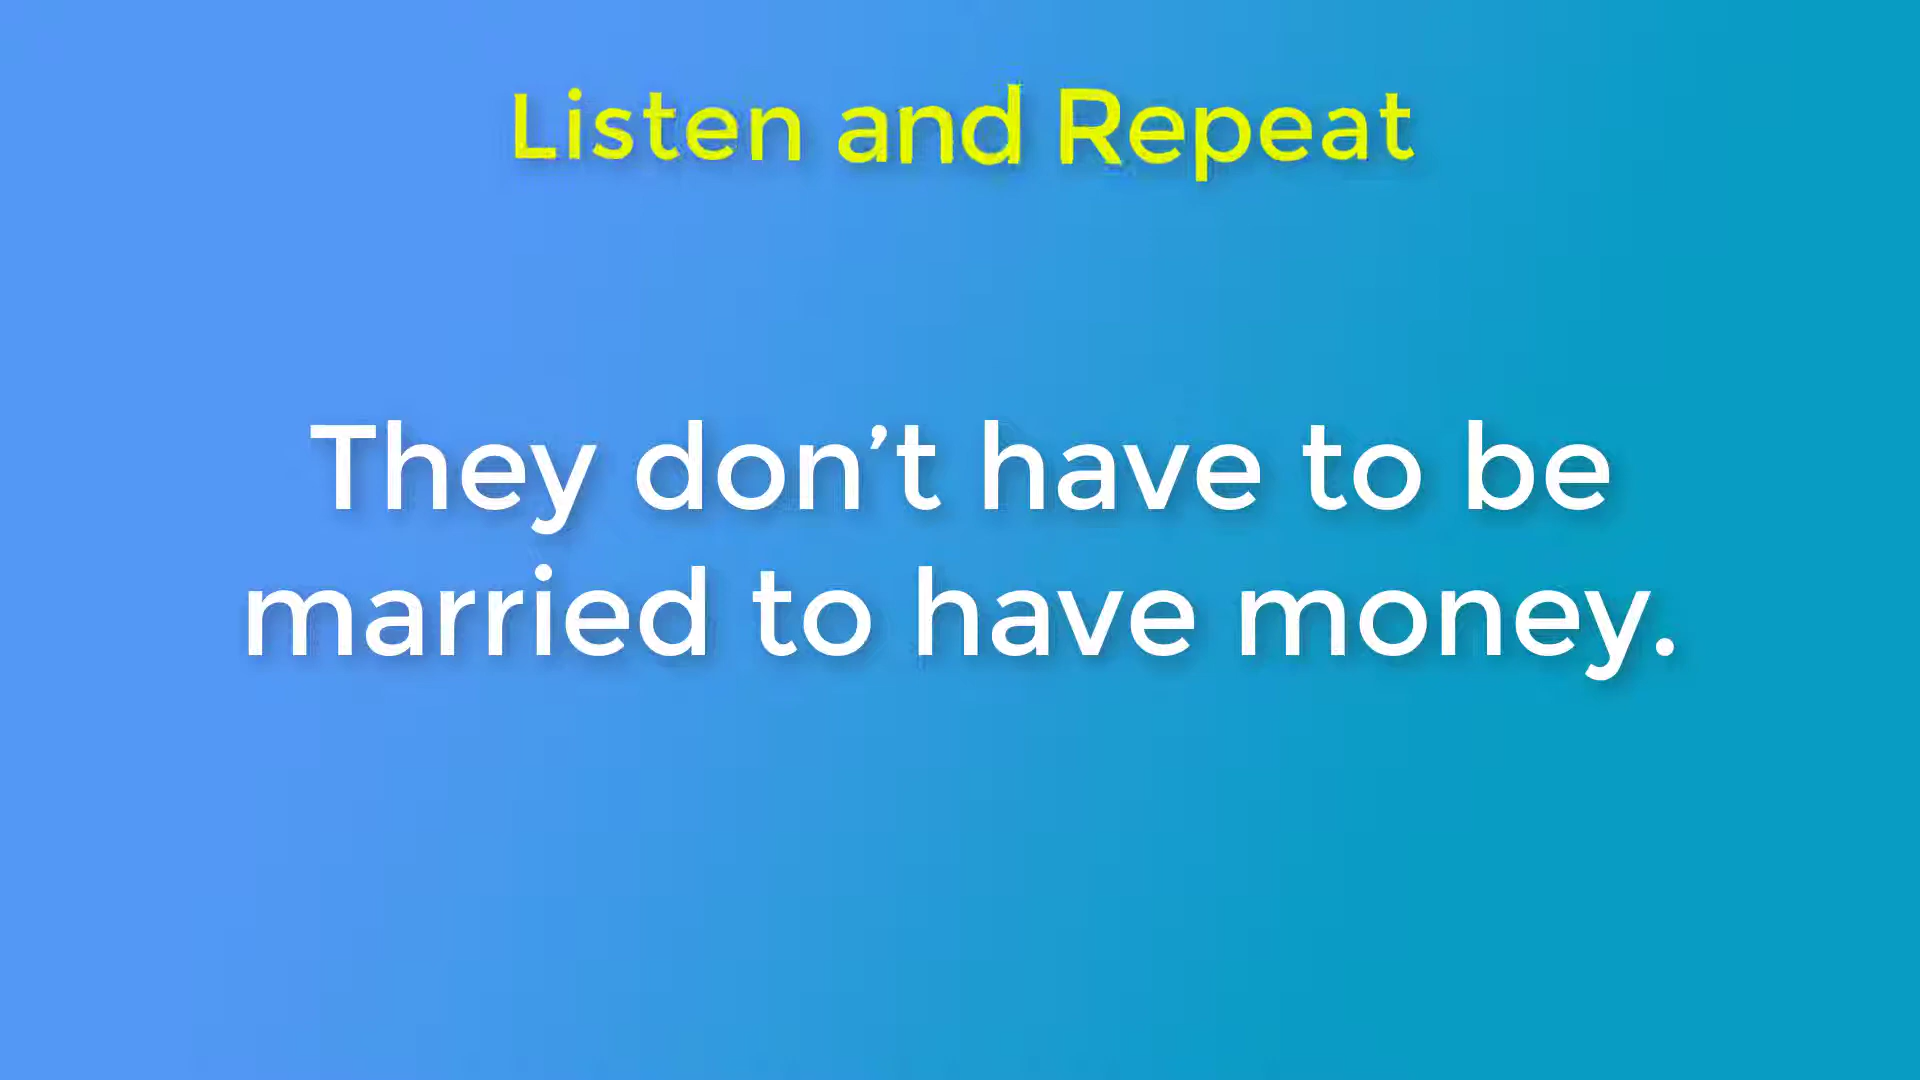 Listen and Repeat
They don’t have to be
married to have money.